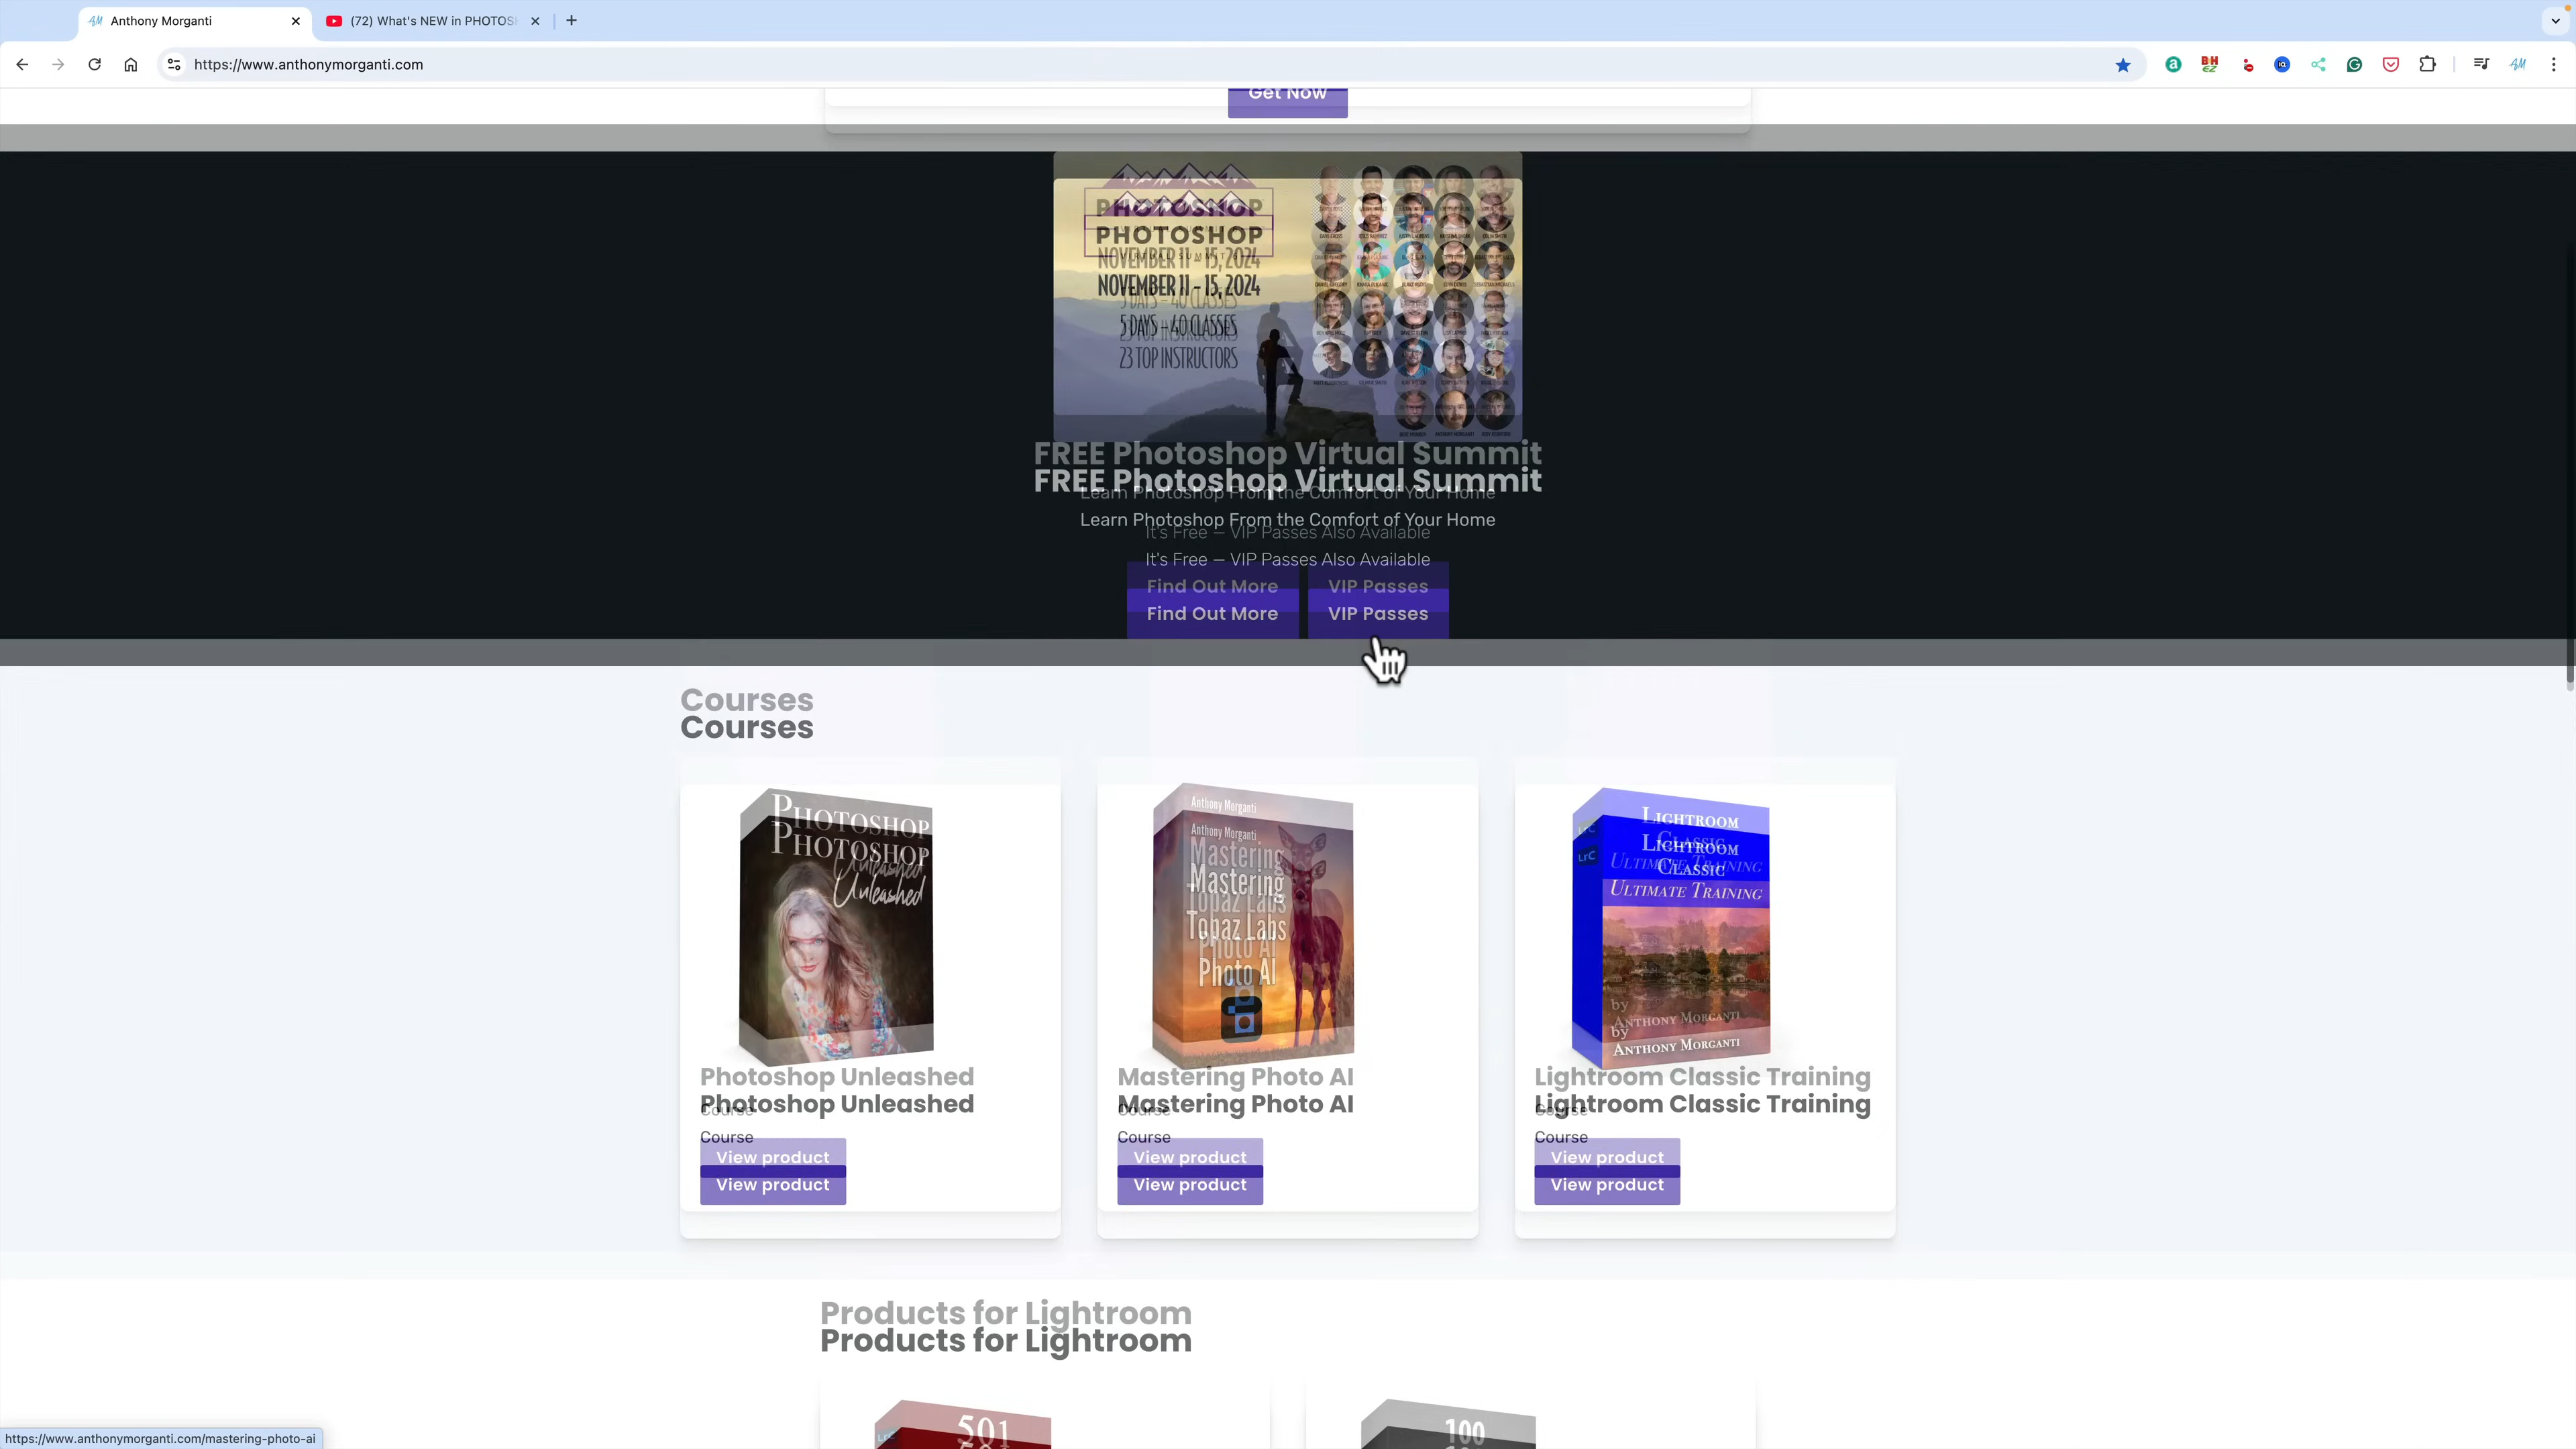 Anthony Morganti
(72) What's NEW in PHOTOS
https://www.anthonymorganti.com
Get Now
PHOTOSHOP
VIRTUAL SUMMIT
NOVEMBER 11 - 15, 2024
5 DAYS – 40 CLASSES
23 TOP INSTRUCTORS
FREE Photoshop Virtual Summit
Learn Photoshop From the Comfort of Your Home
It's Free — VIP Passes Also Available
Find Out More
VIP Passes
Courses
PHOTOSHOP
Unleashed
Anthony Morganti
Mastering
Topaz Labs
Photo AI
LrC
LIGHTROOM
CLASSIC
ULTIMATE TRAINING
by
ANTHONY MORGANTI
Photoshop Unleashed
Course
View product
Mastering Photo AI
Course
View product
Lightroom Classic Training
Course
View product
Products for Lightroom
501
100
https://www.anthonymorganti.com/mastering-photo-ai